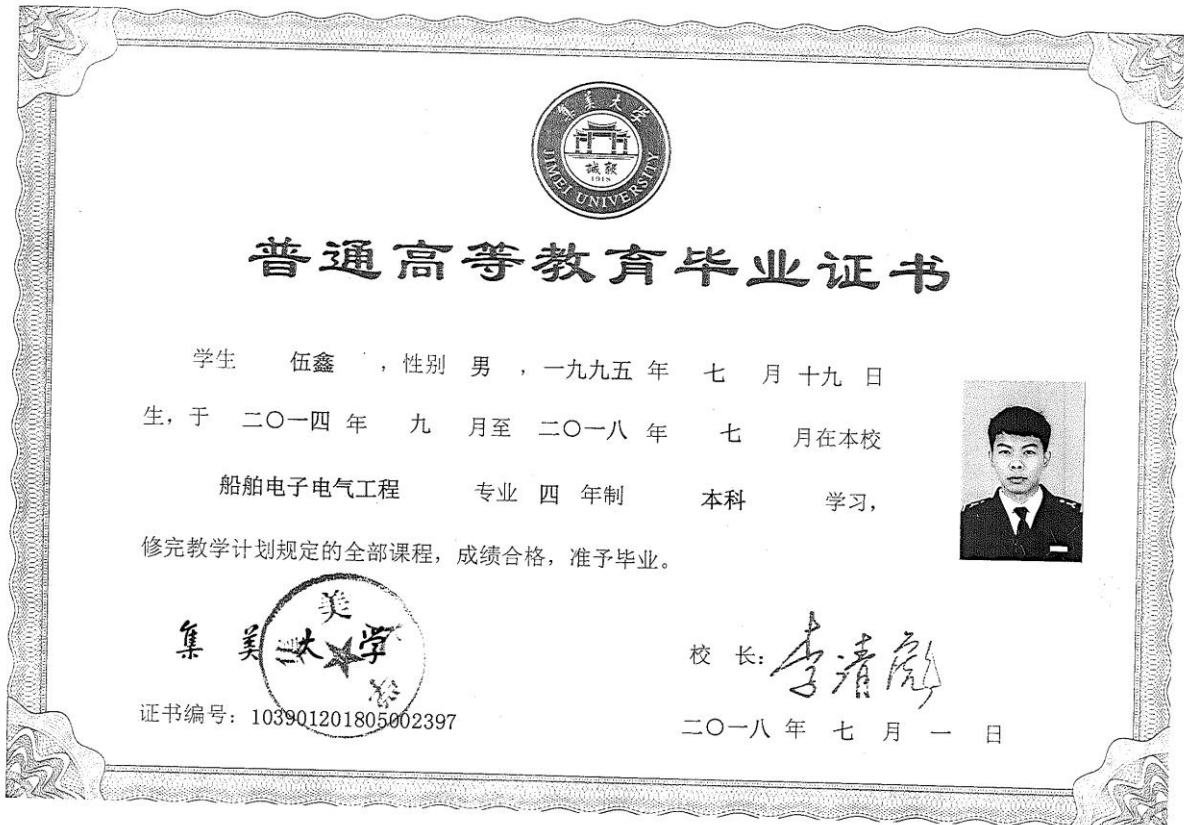 集美大学
诚毅
1918
JIMEI UNIVERSITY
普通高等教育毕业证书
学生 伍鑫 ，性别 男 ，一九九五 年 七 月 十九 日
生，于 二〇一四 年 九 月至 二〇一八 年 七 月在本校
船舶电子电气工程 专业 四 年制 本科 学习，
修完教学计划规定的全部课程，成绩合格，准予毕业。
集美大学
校 长：李清彪
证书编号：103901201805002397
二〇一八 年 七 月 一 日